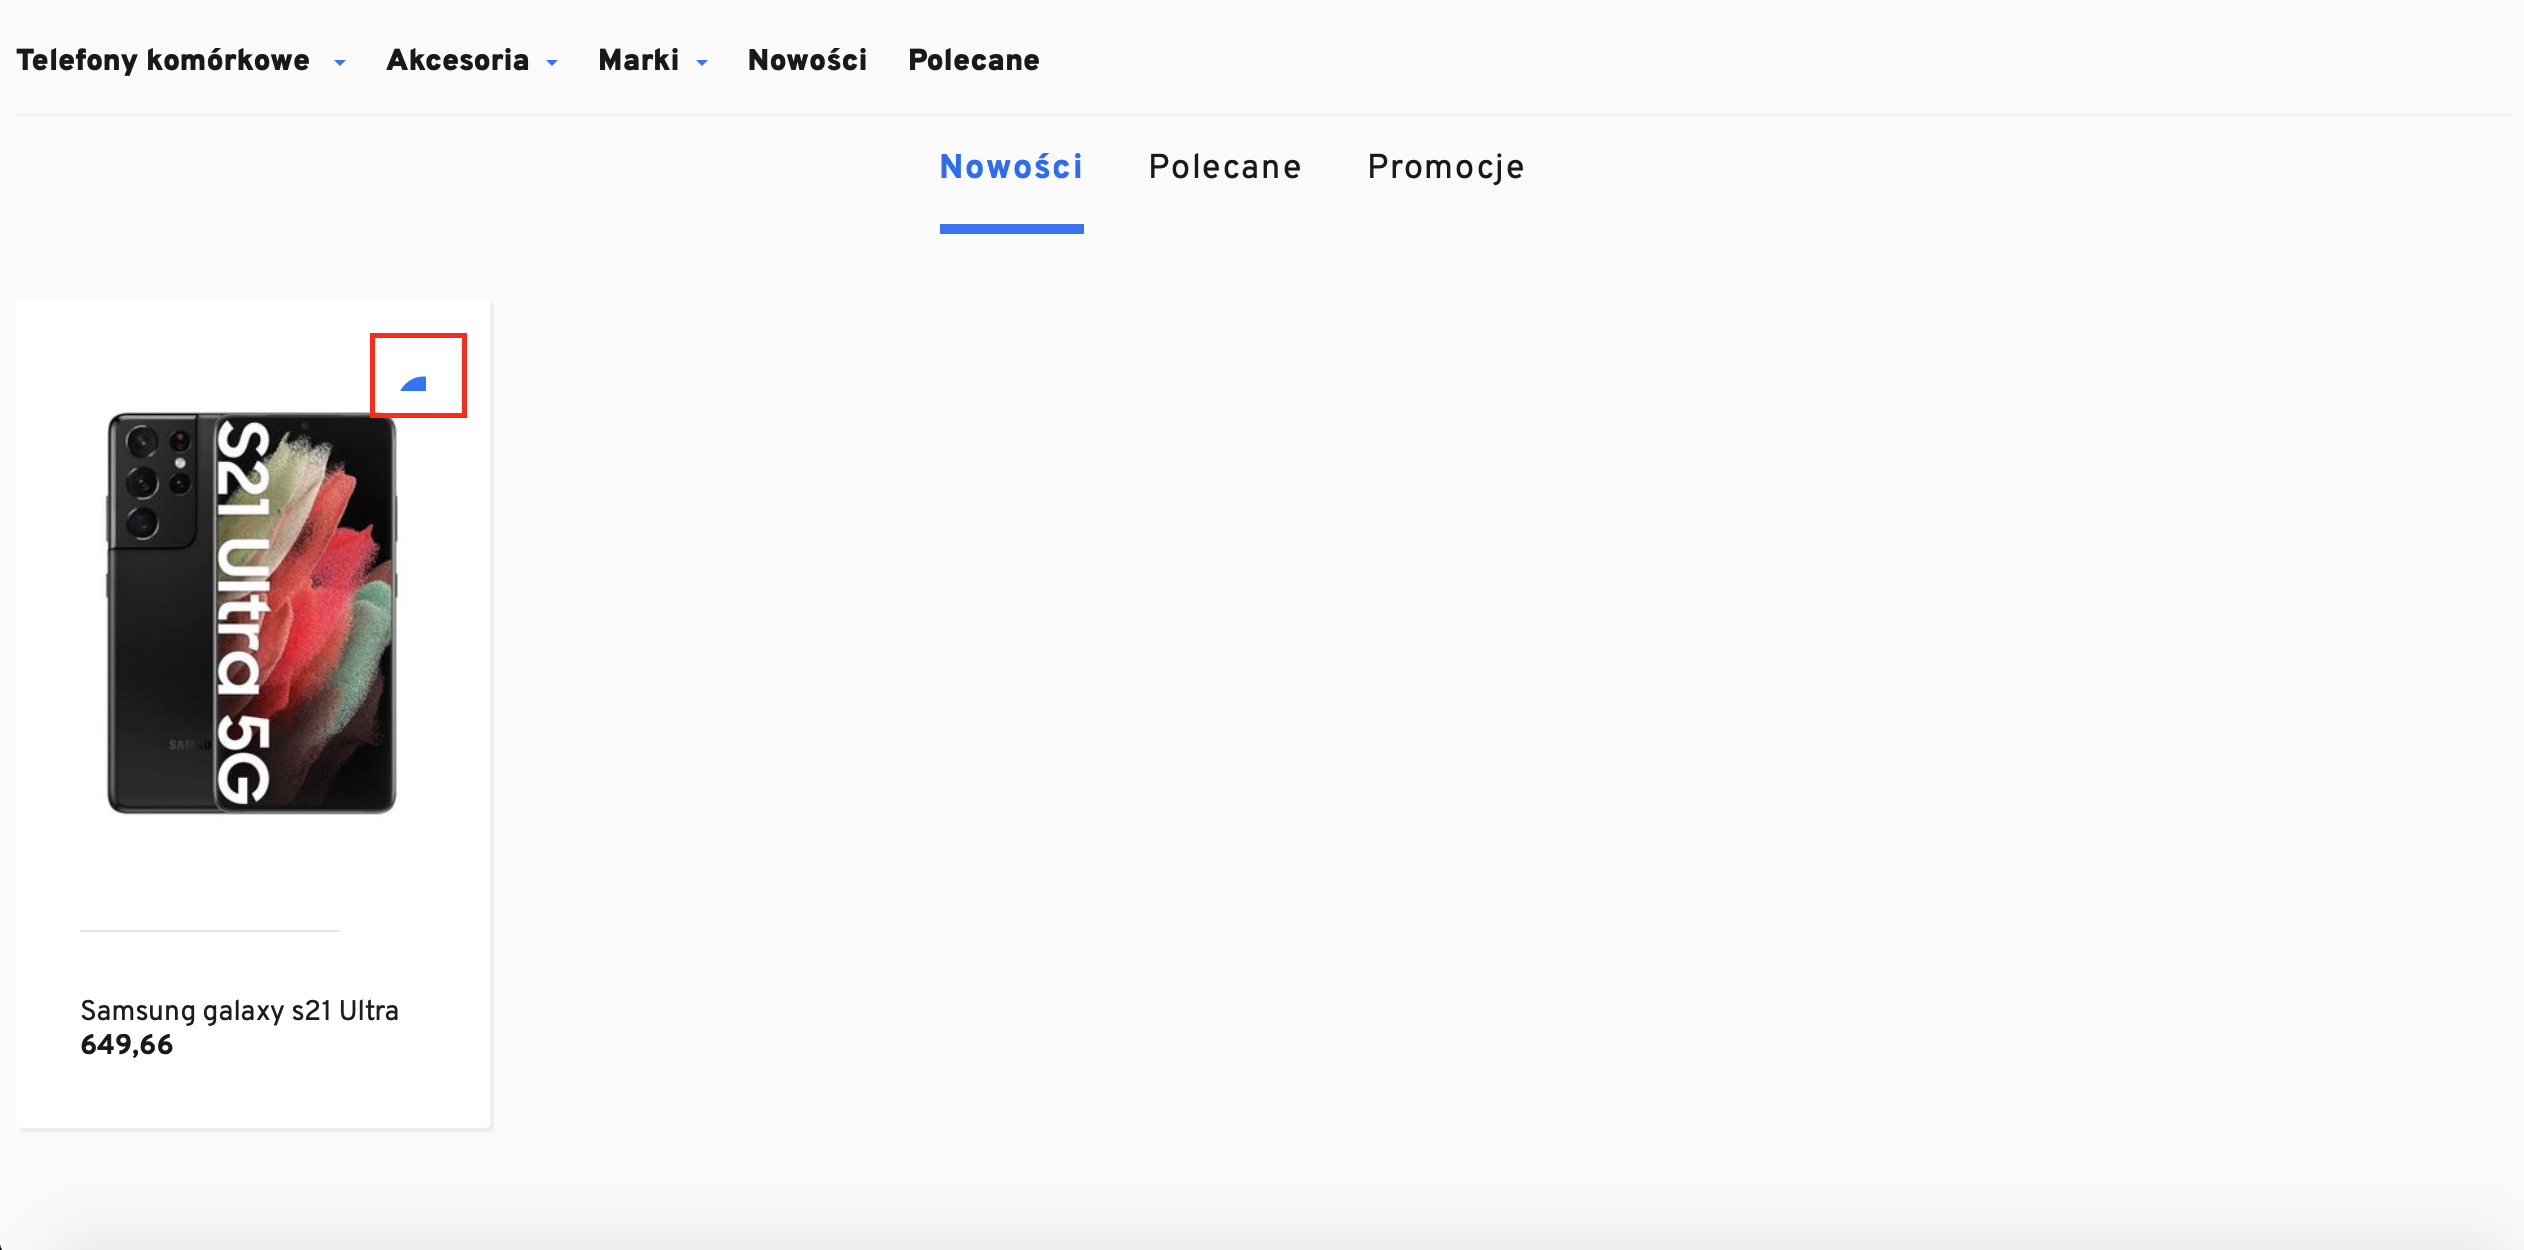 Telefony komórkowe Akcesoria Marki Nowości Polecane
Nowości Polecane Promocje
S21 Ultra 5G
Samsung galaxy s21 Ultra
649,66